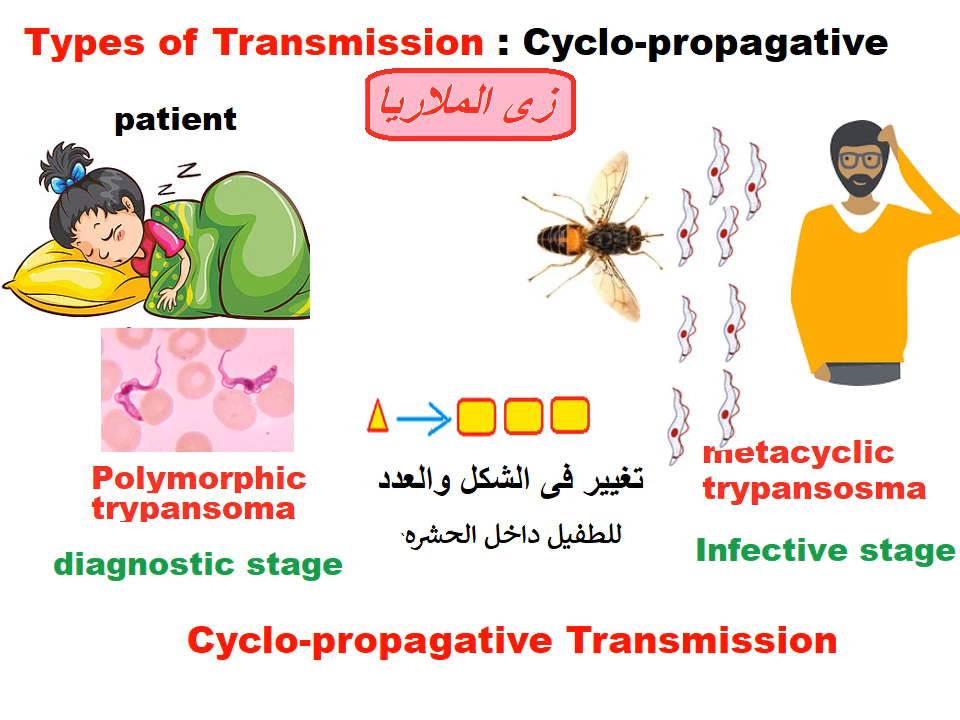 Types of Transmission : Cyclo-propagative
زى الملاريا
patient
z z z
Polymorphic
trypansoma
diagnostic stage
تغيير فى الشكل والعدد
للطفيل داخل الحشره
metacyclic
trypansosma
Infective stage
Cyclo-propagative Transmission